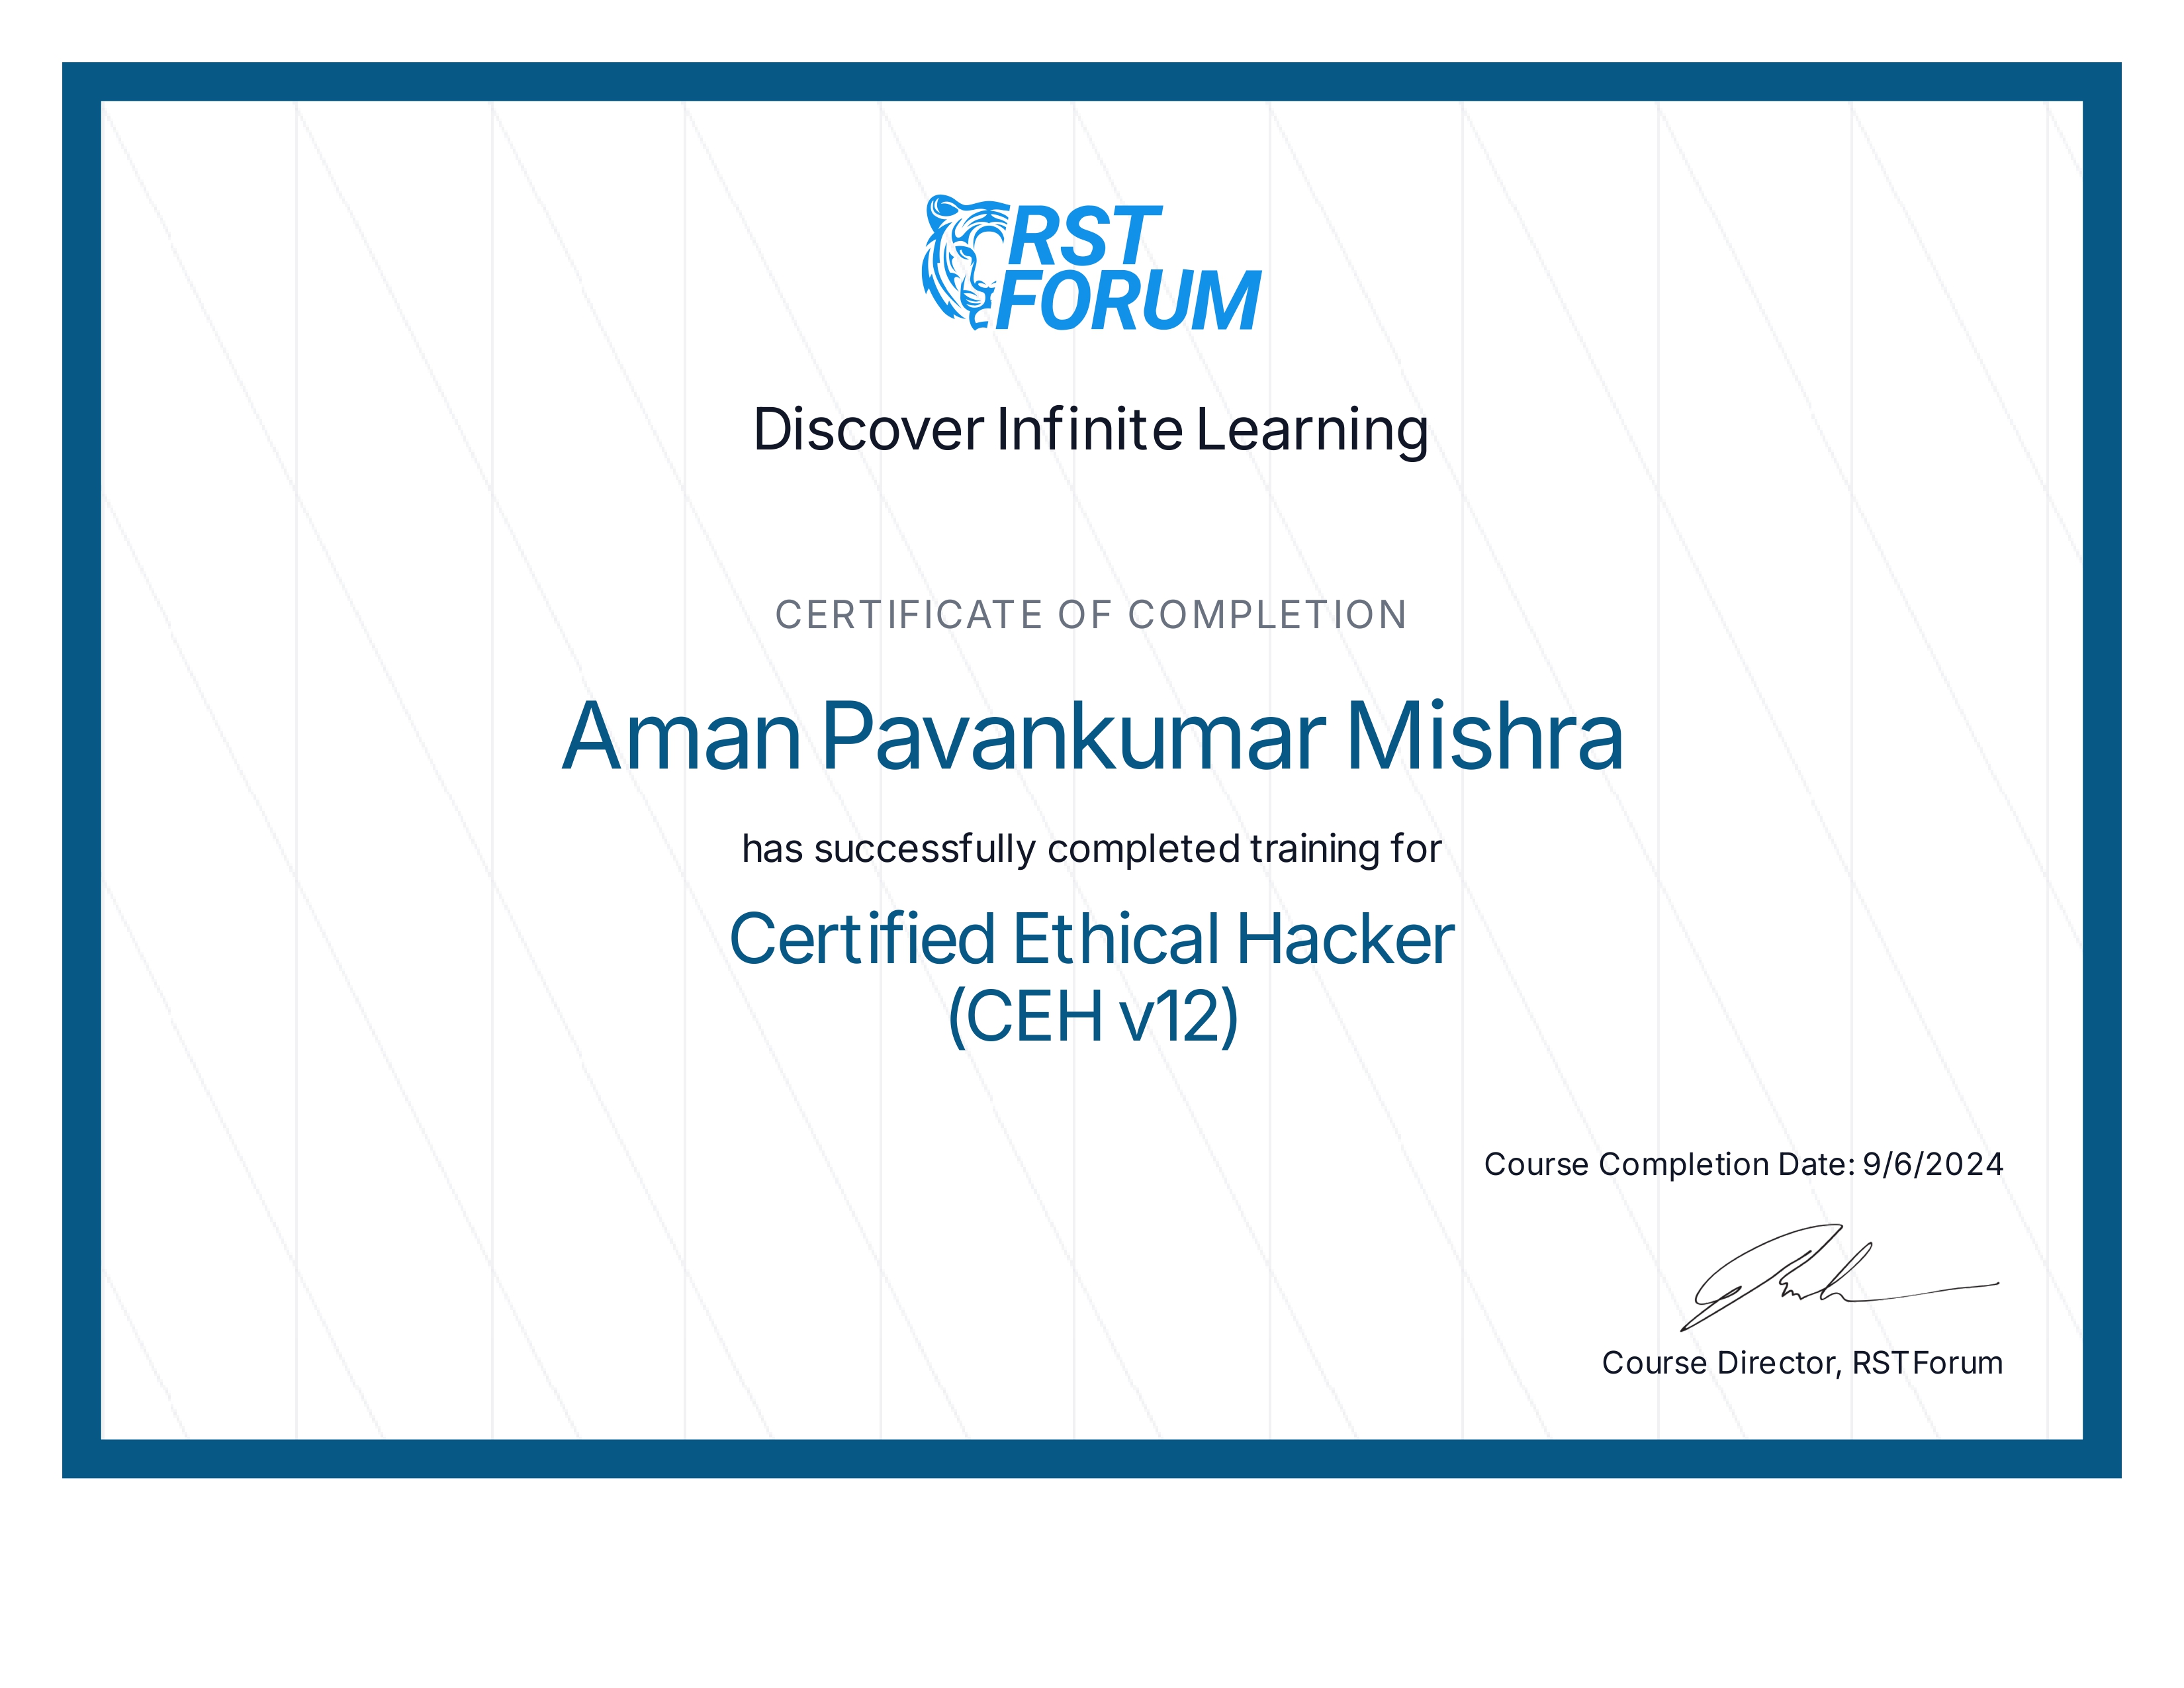 RST
FORUM
Discover Infinite Learning
CERTIFICATE OF COMPLETION
Aman Pavankumar Mishra
has successfully completed training for
Certified Ethical Hacker
(CEH v12)
Course Completion Date: 9/6/2024
Course Director, RSTForum